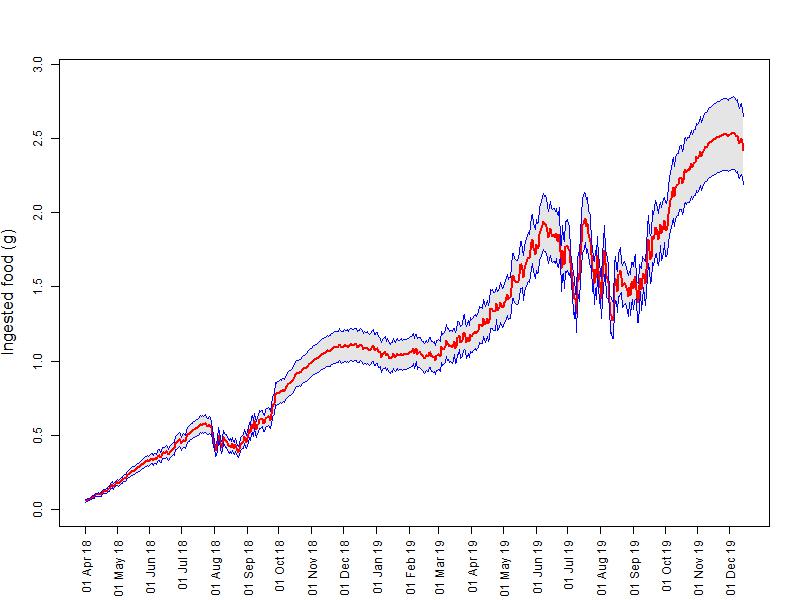 Ingested food (g)
3.0
2.5
2.0
1.5
1.0
0.5
0.0
01 Apr 18
01 May 18
01 Jun 18
01 Jul 18
01 Aug 18
01 Sep 18
01 Oct 18
01 Nov 18
01 Dec 18
01 Jan 19
01 Feb 19
01 Mar 19
01 Apr 19
01 May 19
01 Jun 19
01 Jul 19
01 Aug 19
01 Sep 19
01 Oct 19
01 Nov 19
01 Dec 19